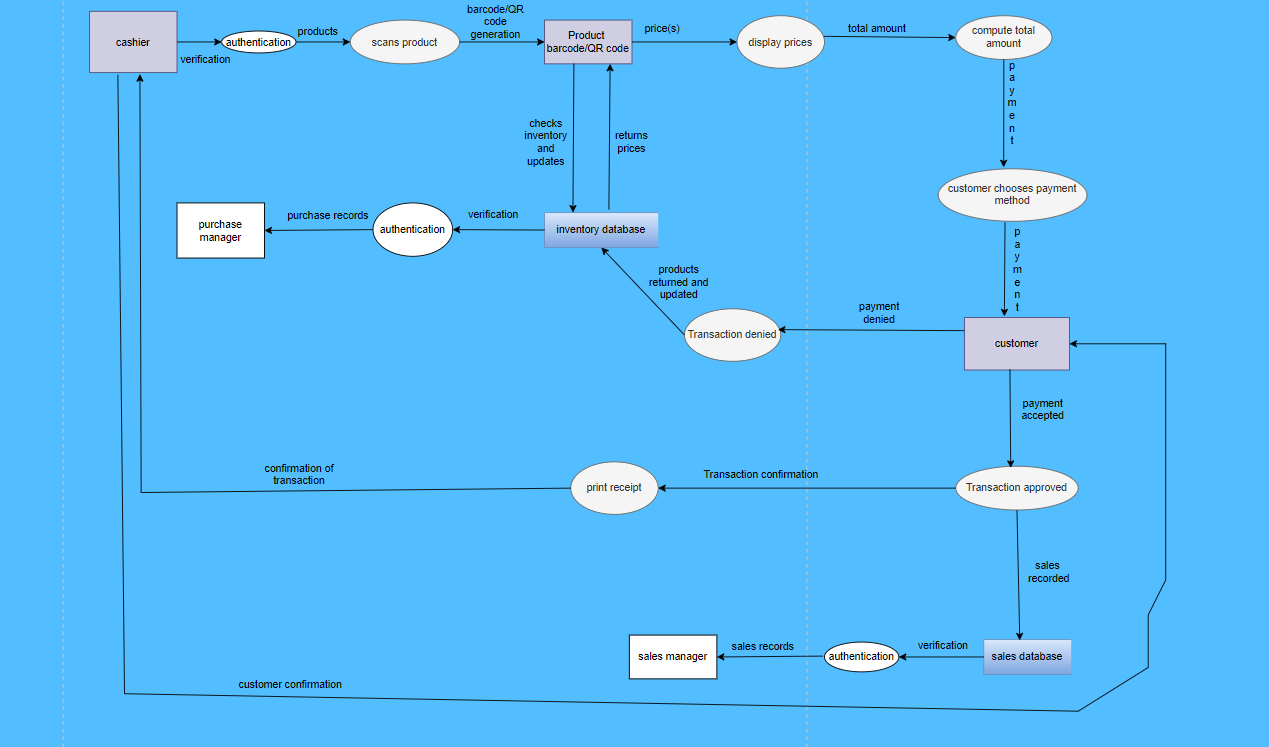 barcode/QR
code
generation
products
price(s)
total amount
cashier
authentication
scans product
Product
barcode/QR code
display prices
compute total
amount
verification
payment
checks
inventory
and
updates
returns
prices
customer chooses payment
method
purchase
manager
purchase records
authentication
verification
inventory database
payment
products
returned and
updated
payment
denied
Transaction denied
customer
payment
accepted
confirmation of
transaction
print receipt
Transaction confirmation
Transaction approved
sales
recorded
sales manager
sales records
authentication
verification
sales database
customer confirmation